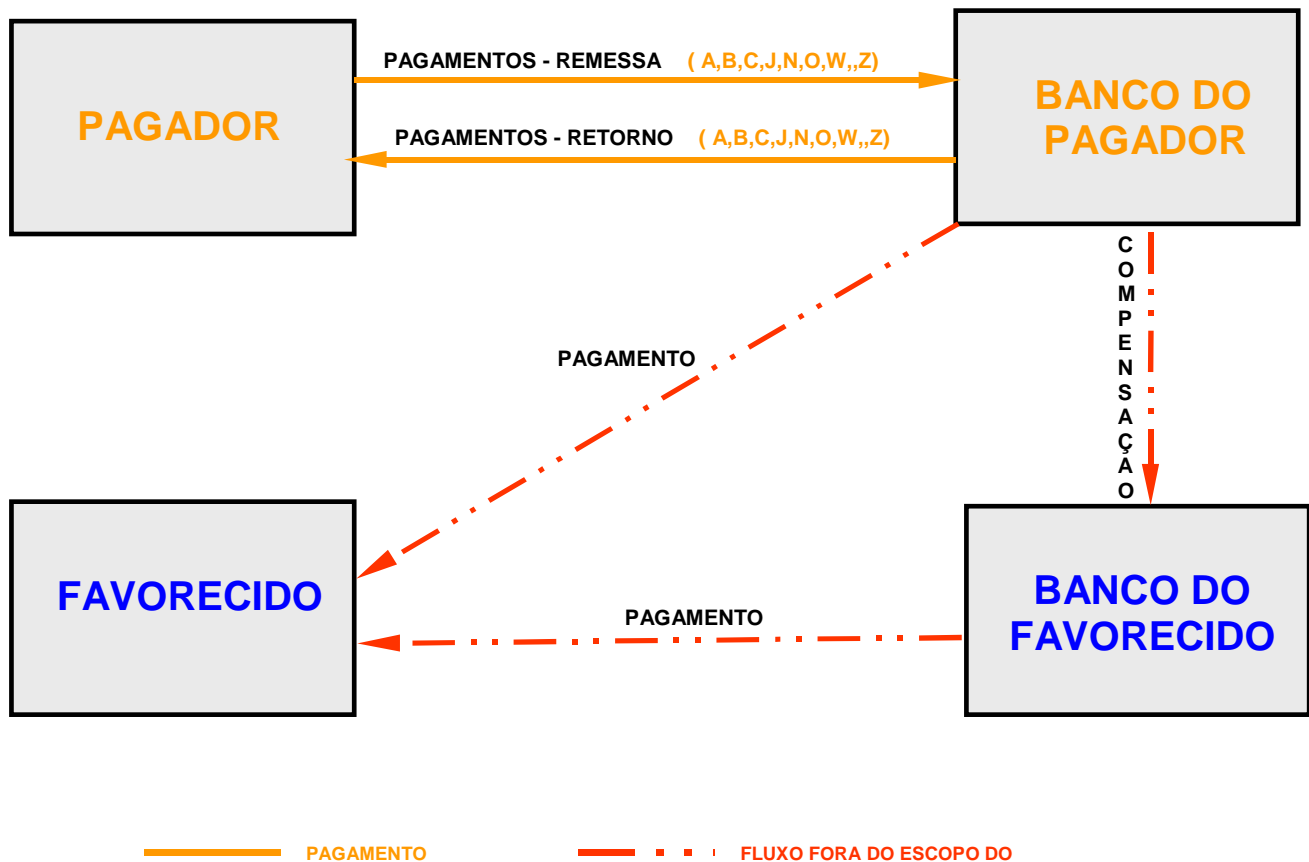 PAGAMENTOS - REMESSA ( A,B,C,J,N,O,W,,Z)
PAGADOR
BANCO DO
PAGADOR
PAGAMENTOS - RETORNO ( A,B,C,J,N,O,W,,Z)
COMPENSAÇAO
PAGAMENTO
FAVORECIDO
PAGAMENTO
BANCO DO
FAVORECIDO
PAGAMENTO
FLUXO FORA DO ESCOPO DO